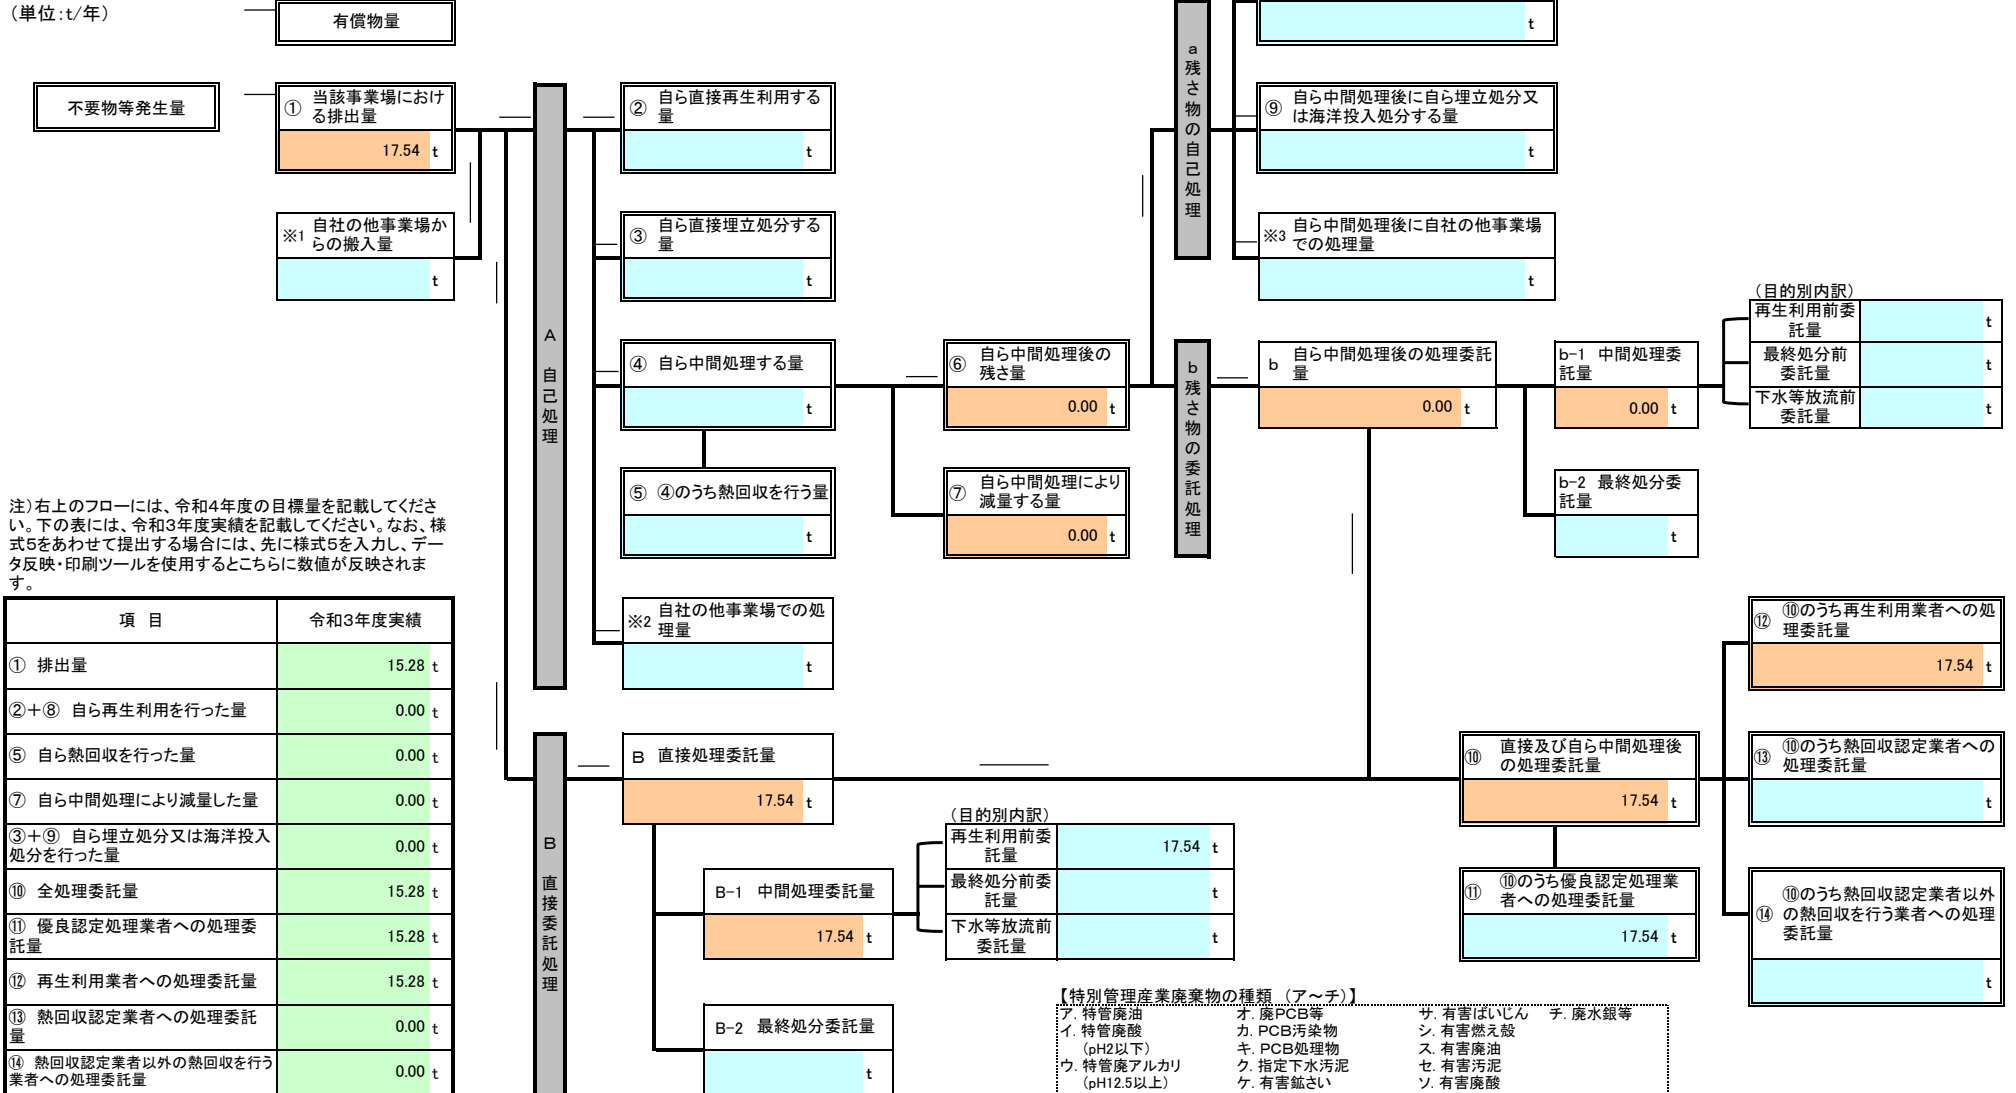 （単位：t/年）
有償物量
不要物等発生量
① 当該事業場におけ
る排出量
17.54 t
※1 自社の他事業場か
らの搬入量
t
A 自己処理
② 自ら直接再生利用する
量
t
③ 自ら直接埋立処分する
量
t
④ 自ら中間処理する量
t
⑤ ④のうち熱回収を行う量
t
※2 自社の他事業場での処
理量
t
⑥ 自ら中間処理後の
残さ量
0.00 t
⑦ 自ら中間処理により
減量する量
0.00 t
a 残さ物の自己処理
t
⑨ 自ら中間処理後に自ら埋立処分又
は海洋投入処分する量
t
※3 自ら中間処理後に自社の他事業場
での処理量
t
b 残さ物の委託処理
b 自ら中間処理後の処理委託
量
0.00 t
b-1 中間処理委
託量
0.00 t
b-2 最終処分委
託量
t
（目的別内訳）
再生利用前委
託量
t
最終処分前
委託量
t
下水等放流前
委託量
t
注）右上のフローには、令和４年度の目標量を記載してくださ
い。下の表には、令和３年度実績を記載してください。なお、様
式５をあわせて提出する場合には、先に様式５を入力し、デー
タ反映・印刷ツールを使用するとこちらに数値が反映されま
す。
項 目 令和３年度実績
① 排出量 15.28 t
②＋⑧ 自ら再生利用を行った量 0.00 t
⑤ 自ら熱回収を行った量 0.00 t
⑦ 自ら中間処理により減量した量 0.00 t
③＋⑨ 自ら埋立処分又は海洋投入
処分を行った量 0.00 t
⑩ 全処理委託量 15.28 t
⑪ 優良認定処理業者への処理委
託量 15.28 t
⑫ 再生利用業者への処理委託量 15.28 t
⑬ 熱回収認定業者への処理委託
量 0.00 t
⑭ 熱回収認定業者以外の熱回収を行う
業者への処理委託量 0.00 t
B 直接委託処理
B 直接処理委託量
17.54 t
B-1 中間処理委託量
17.54 t
B-2 最終処分委託量
t
（目的別内訳）
再生利用前委
託量
17.54 t
最終処分前委
託量
t
下水等放流前
委託量
t
⑩ 直接及び自ら中間処理後
の処理委託量
17.54 t
⑪ ⑩のうち優良認定処理業
者への処理委託量
17.54 t
⑫ ⑩のうち再生利用業者への処
理委託量
17.54 t
⑬ ⑩のうち熱回収認定業者への
処理委託量
t
⑭ ⑩のうち熱回収認定業者以外
の熱回収を行う業者への処理
委託量
t
【特別管理産業廃棄物の種類 （ア～チ）】
ア. 特管廃油 オ. 廃PCB等 サ. 有害ばいじん チ. 廃水銀等
イ. 特管廃酸 カ. PCB汚染物 シ. 有害燃え殻
（pH2以下） キ. PCB処理物 ス. 有害廃油
ウ. 特管廃アルカリ ク. 指定下水汚泥 セ. 有害汚泥
（pH12.5以上） ケ. 有害鉱さい ソ. 有害廃酸